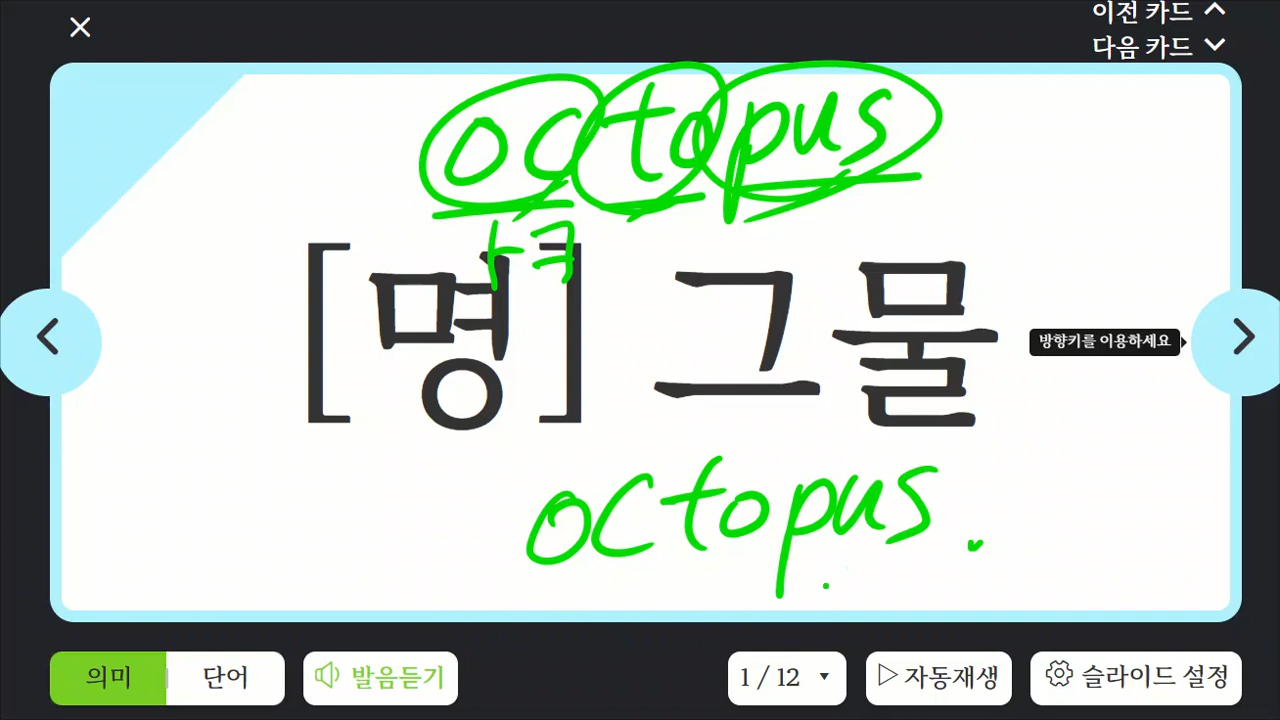 이전 카드
다음 카드
octopus
ㅏㅋ
[명] 그물
방향키를 이용하세요
octopus.
의미 단어 발음듣기 1 / 12 자동재생 슬라이드 설정